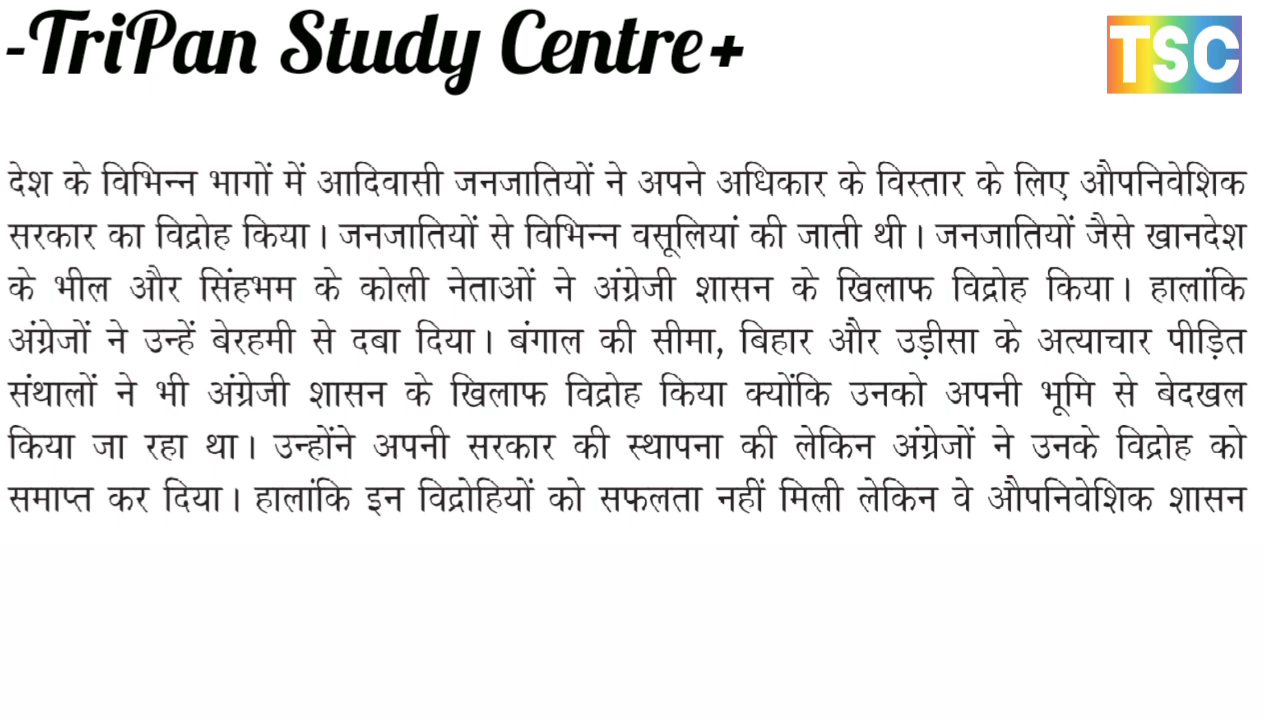 -TriPan Study Centre+
TSC
देश के विभिन्न भागों में आदिवासी जनजातियों ने अपने अधिकार के विस्तार के लिए औपनिवेशिक
सरकार का विद्रोह किया। जनजातियों से विभिन्न वसूलियां की जाती थी। जनजातियों जैसे खानदेश
के भील और सिंहभम के कोली नेताओं ने अंग्रेजी शासन के खिलाफ विद्रोह किया। हालांकि
अंग्रेजों ने उन्हें बेरहमी से दबा दिया। बंगाल की सीमा, बिहार और उड़ीसा के अत्याचार पीड़ित
संथालों ने भी अंग्रेजी शासन के खिलाफ विद्रोह किया क्योंकि उनको अपनी भूमि से बेदखल
किया जा रहा था। उन्होंने अपनी सरकार की स्थापना की लेकिन अंग्रेजों ने उनके विद्रोह को
समाप्त कर दिया। हालांकि इन विद्रोहियों को सफलता नहीं मिली लेकिन वे औपनिवेशिक शासन